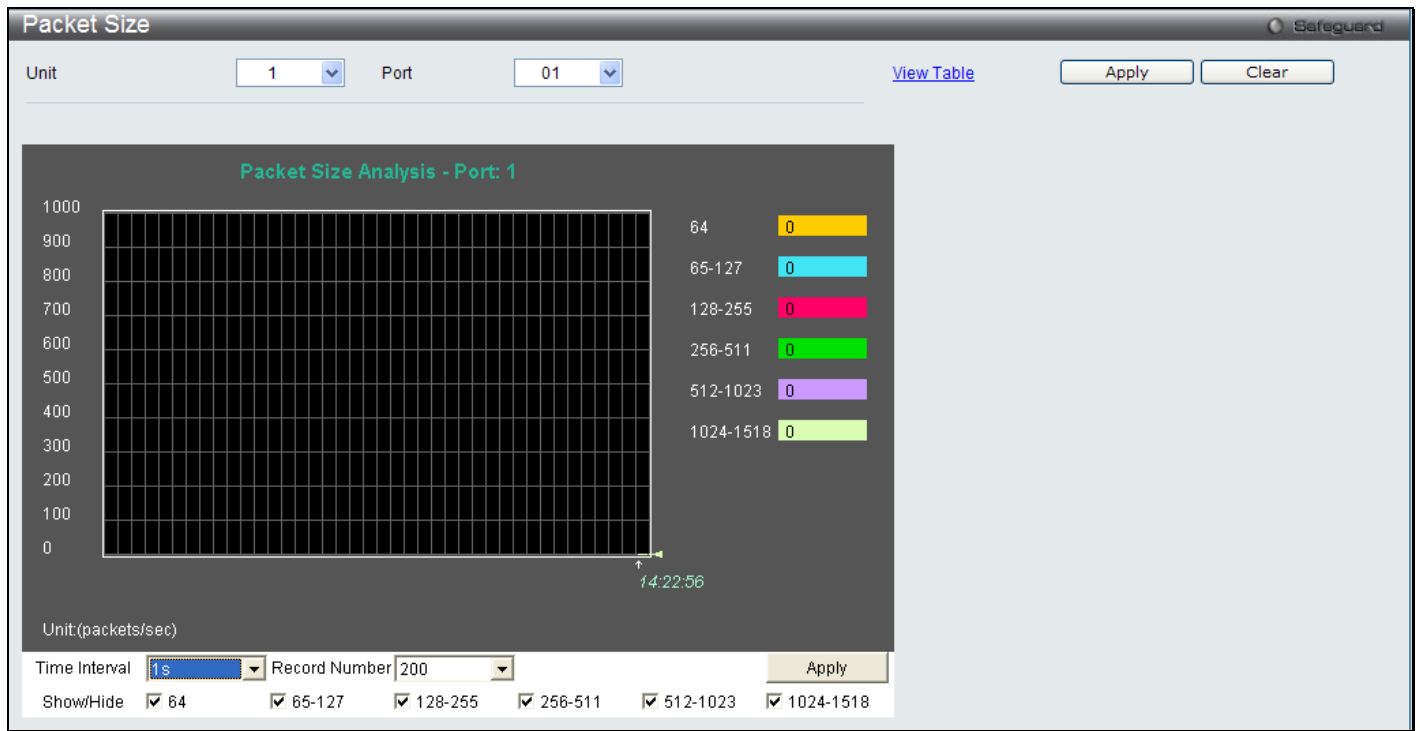 Packet Size
Safeguard
Unit 1 Port 01 View Table Apply Clear
Packet Size Analysis - Port: 1
1000
900
800
700
600
500
400
300
200
100
0
64 0
65-127 0
128-255 0
256-511 0
512-1023 0
1024-1518 0
14:22:56
Unit:(packets/sec)
Time Interval 1s Record Number 200 Apply
Show/Hide 64 65-127 128-255 256-511 512-1023 1024-1518